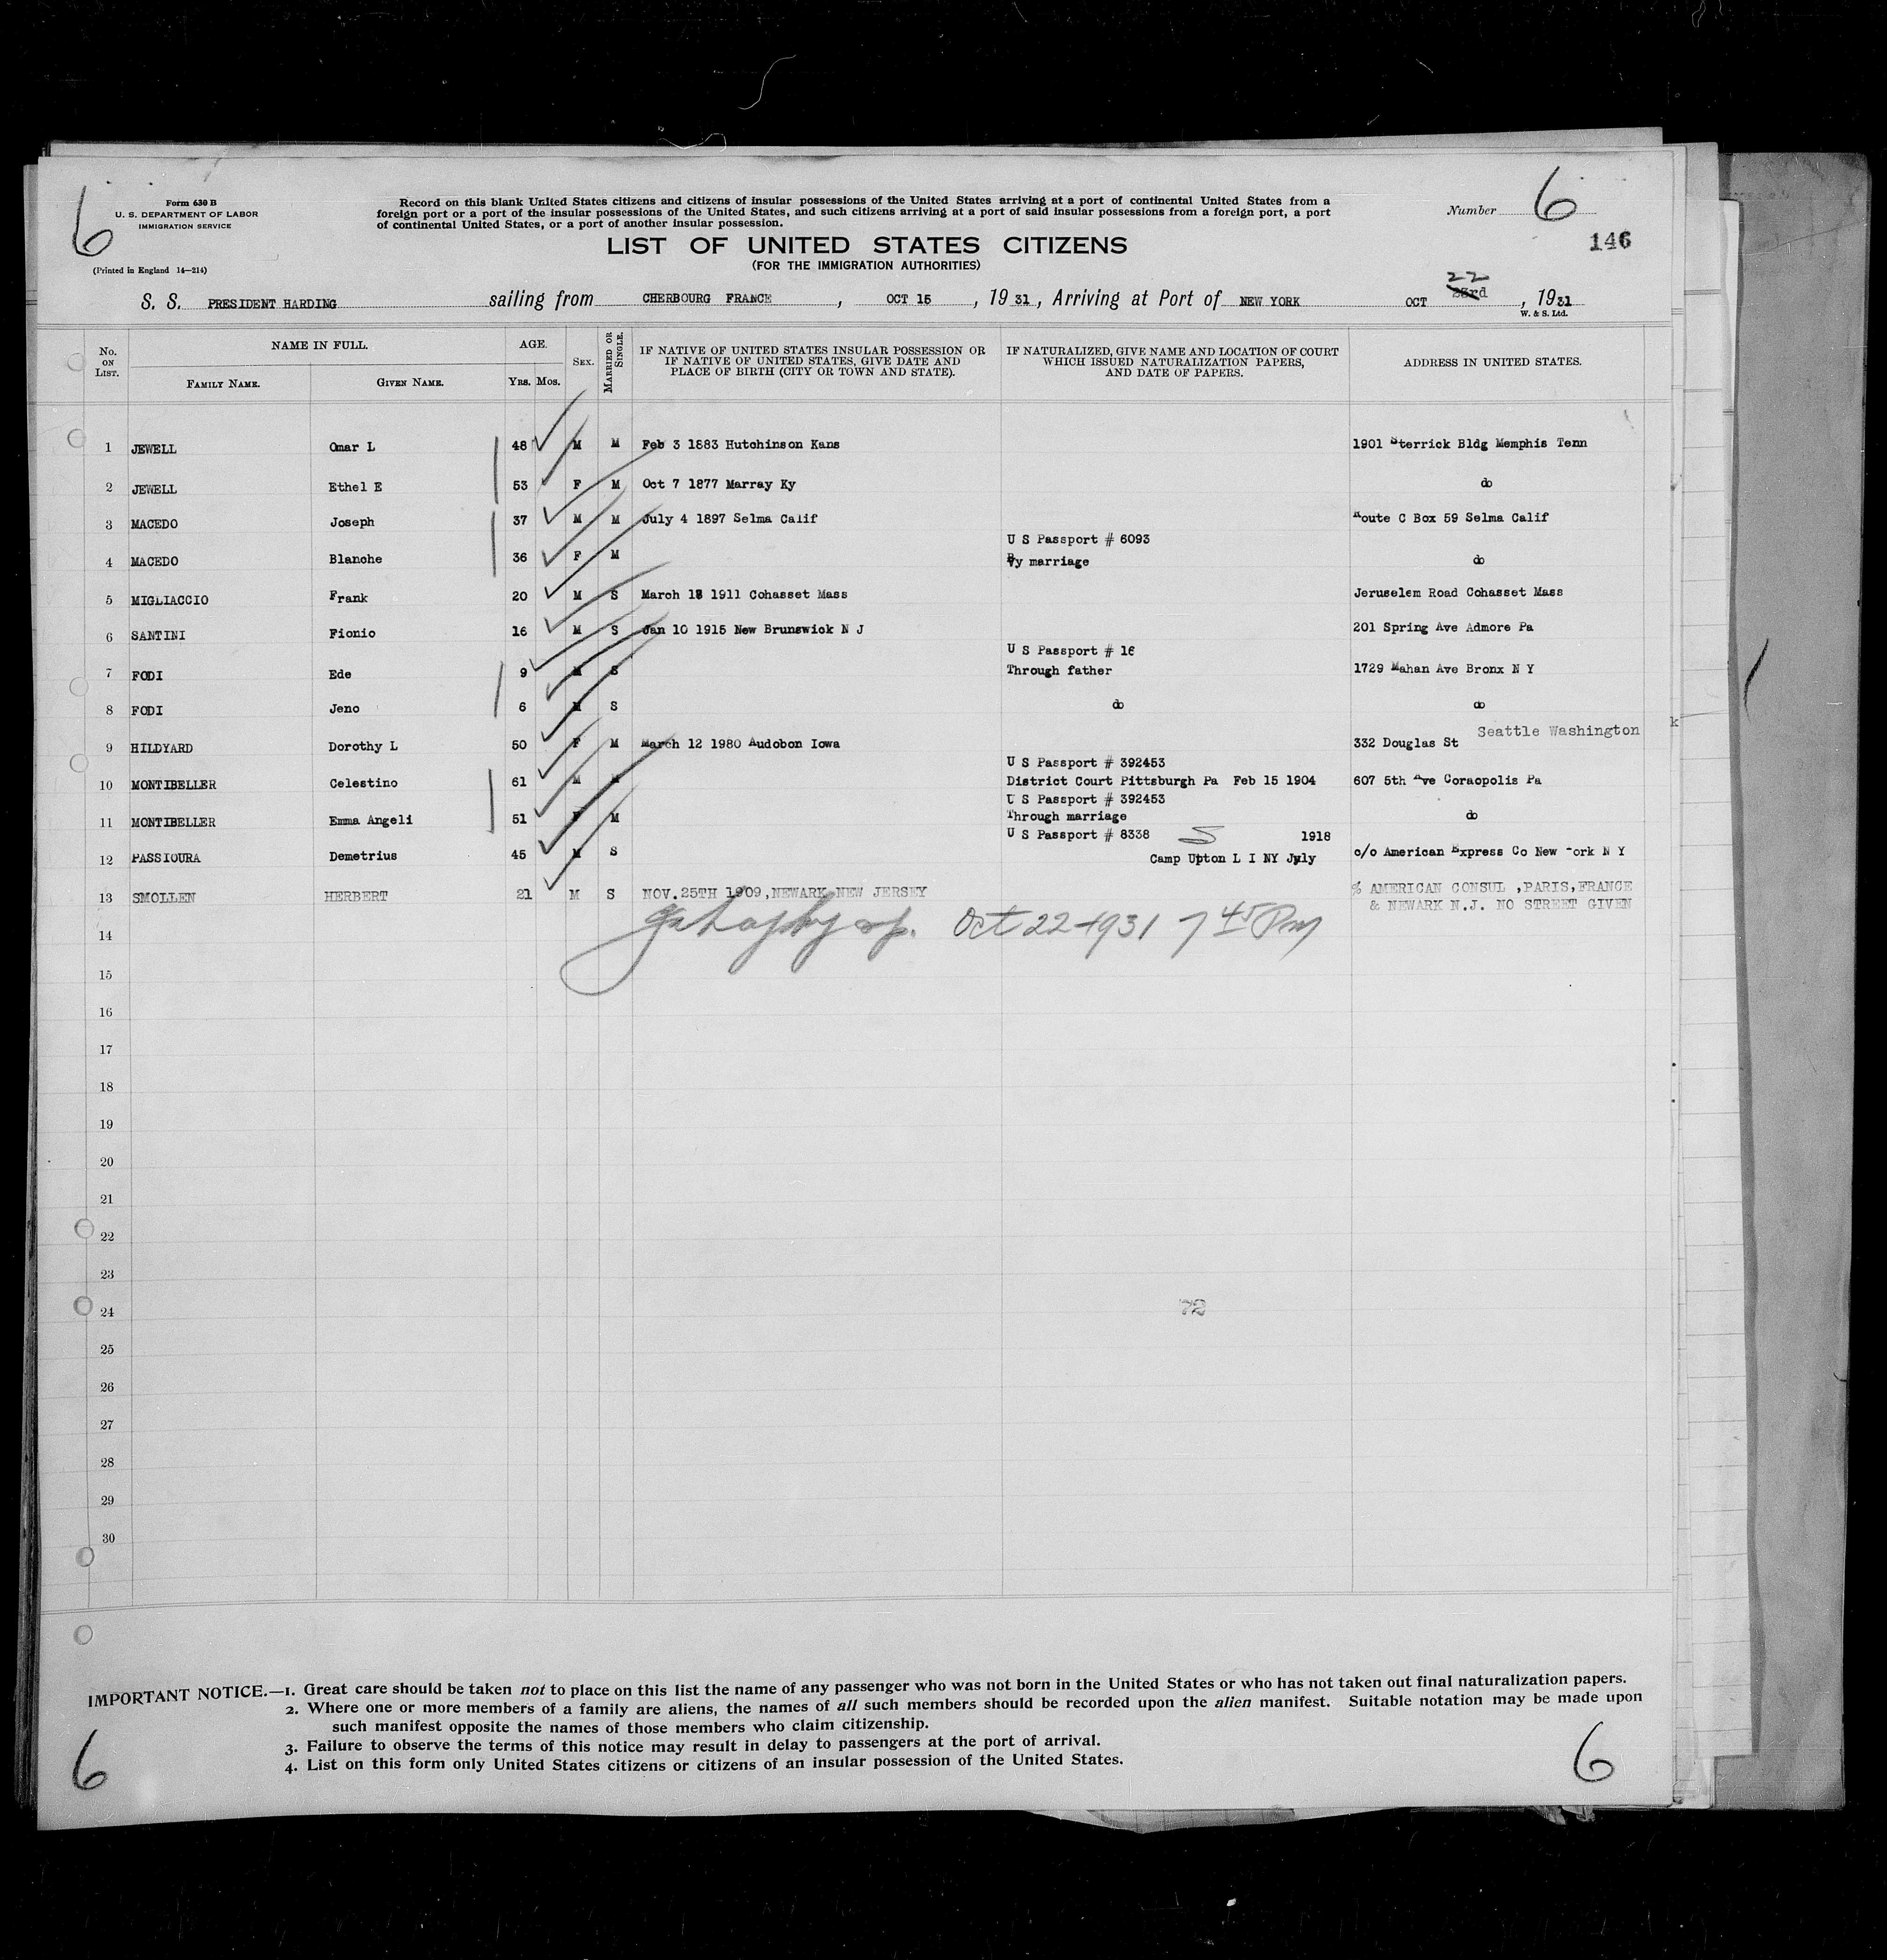 6
Form 630 B
U. S. DEPARTMENT OF LABOR
IMMIGRATION SERVICE
(Printed in England 14—214)
Record on this blank United States citizens and citizens of insular possessions of the United States arriving at a port of continental United States from a
foreign port or a port of the insular possessions of the United States, and such citizens arriving at a port of said insular possessions from a foreign port, a port
of continental United States, or a port of another insular possession.
Number 6
146
LIST OF UNITED STATES CITIZENS
(FOR THE IMMIGRATION AUTHORITIES)
22
S. S. PRESIDENT HARDING sailing from CHERBOURG FRANCE, OCT 15, 1931, Arriving at Port of NEW YORK OCT 23rd, 1931
W. & S. Ltd.
No. ON LIST. NAME IN FULL. FAMILY NAME. GIVEN NAME. AGE. YRS. MOS. SEX. MARRIED OR SINGLE. IF NATIVE OF UNITED STATES INSULAR POSSESSION OR IF NATIVE OF UNITED STATES, GIVE DATE AND PLACE OF BIRTH (CITY OR TOWN AND STATE). IF NATURALIZED, GIVE NAME AND LOCATION OF COURT WHICH ISSUED NATURALIZATION PAPERS, AND DATE OF PAPERS. ADDRESS IN UNITED STATES.
1 JEWELL Omar L 48 M M Feb 3 1883 Hutchinson Kans 1901 Sterrick Bldg Memphis Tenn
2 JEWELL Ethel E 53 F M Oct 7 1877 Marray Ky do
3 MACEDO Joseph 37 M M July 4 1897 Selma Calif Route C Box 59 Selma Calif
U S Passport # 6093
4 MACEDO Blanche 36 F M By marriage do
5 MIGLIACCIO Frank 20 M S March 18 1911 Cohasset Mass Jeruselem Road Cohasset Mass
6 SANTINI Fionio 16 M S Jan 10 1915 New Brunswick N J 201 Spring Ave Admore Pa
U S Passport # 16
7 FODI Ede 9 M S Through father 1729 Mahan Ave Bronx N Y
8 FODI Jeno 6 M S do do
Seattle Washington
9 HILDYARD Dorothy L 50 F M March 12 1980 Audobon Iowa 332 Douglas St
U S Passport # 392453
10 MONTIBELLER Celestino 61 M M District Court Pittsburgh Pa Feb 15 1904 607 5th Ave Coraopolis Pa
U S Passport # 392453
11 MONTIBELLER Emma Angeli 51 F M Through marriage do
U S Passport # 8338 S 1918
12 PASSIOURA Demetrius 45 M S Camp Upton L I NY July c/o American Express Co New York N Y
13 SMOLLEN HERBERT 21 M S NOV. 25TH 1909, NEWARK NEW JERSEY % AMERICAN CONSUL ,PARIS,FRANCE
& NEWARK N.J. NO STREET GIVEN
14 Oct 22-1931 7 45 Pm
15
16
17
18
19
20
21
22
23
24 72
25
26
27
28
29
30
IMPORTANT NOTICE.—1. Great care should be taken not to place on this list the name of any passenger who was not born in the United States or who has not taken out final naturalization papers.
2. Where one or more members of a family are aliens, the names of all such members should be recorded upon the alien manifest. Suitable notation may be made upon
such manifest opposite the names of those members who claim citizenship.
3. Failure to observe the terms of this notice may result in delay to passengers at the port of arrival.
4. List on this form only United States citizens or citizens of an insular possession of the United States.
6
6